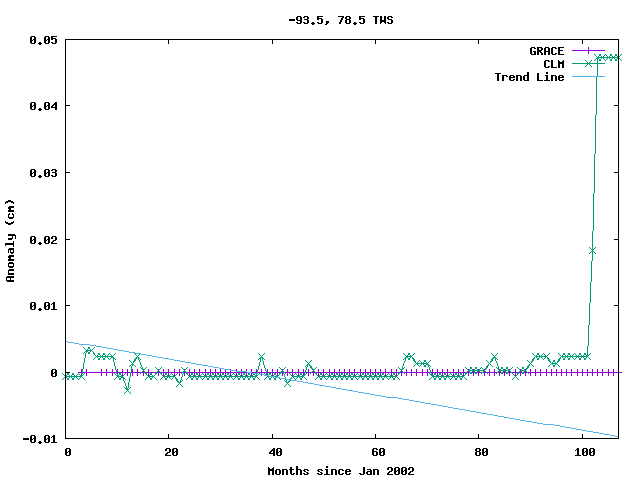 -93.5, 78.5 TWS
0.05
0.04
0.03
0.02
0.01
0
-0.01
Anomaly (cm)
GRACE
CLM
Trend Line
0 20 40 60 80 100
Months since Jan 2002